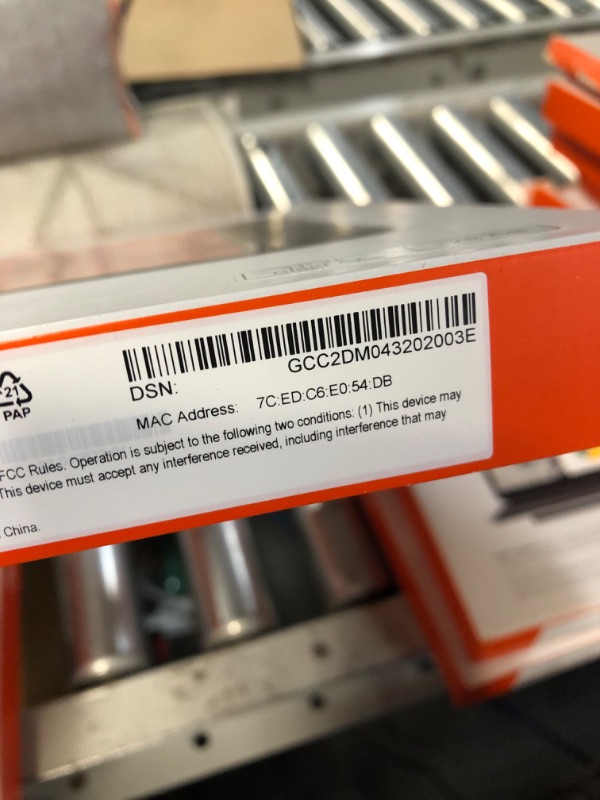 GCC2DM043202003E
DSN:
21
PAP
MAC Address: 7C:ED:C6:E0:54:DB
FCC Rules. Operation is subject to the following two conditions: (1) This device may
This device must accept any interference received, including interference that may
China.